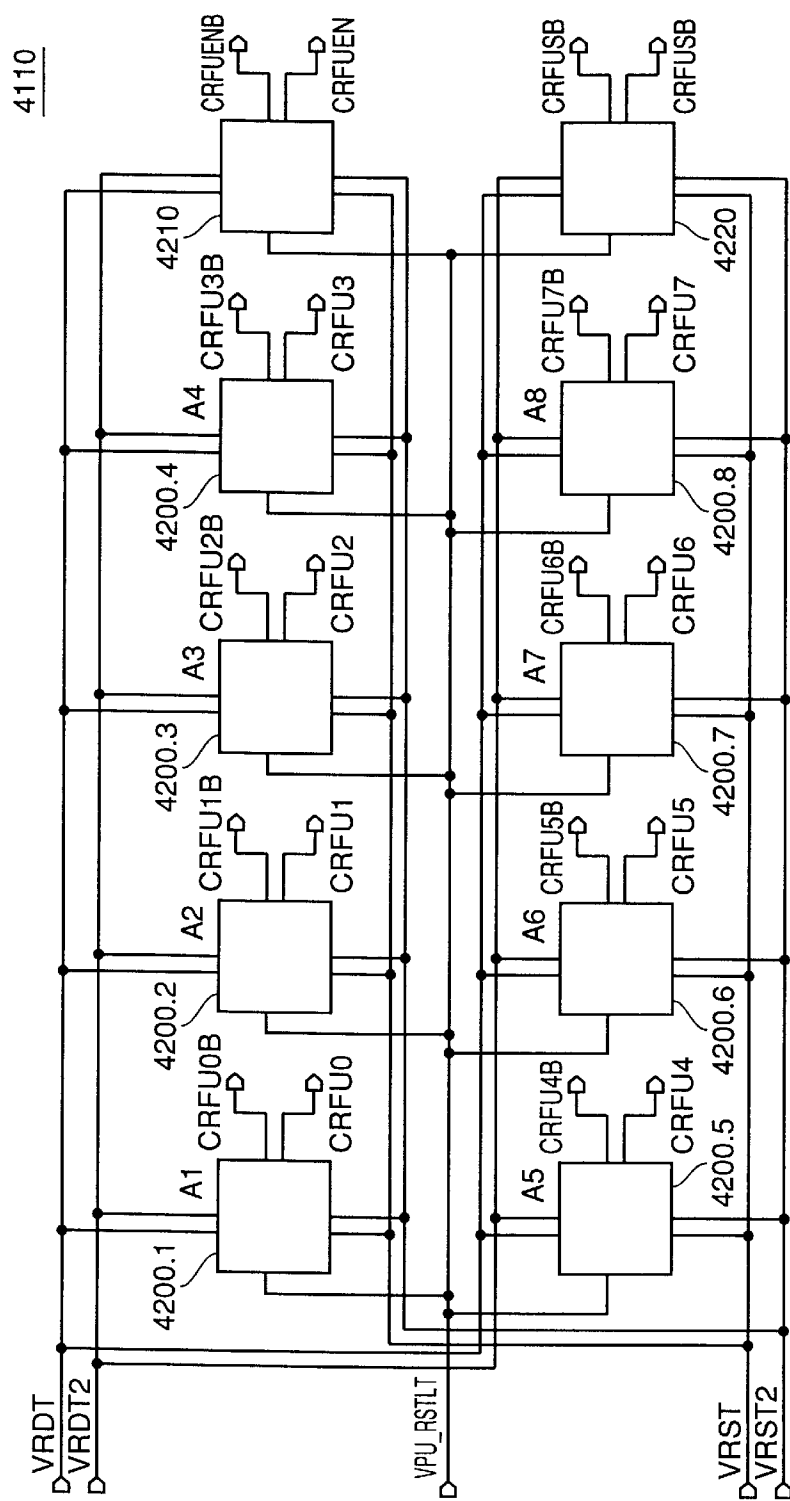 4110
VRDT
VRDT2
VPU_RSTLT
VRST
VRST2
4200.1
A1
CRFU0B
CRFU0
4200.2
A2
CRFU1B
CRFU1
4200.3
A3
CRFU2B
CRFU2
4200.4
A4
CRFU3B
CRFU3
4210
CRFUENB
CRFUEN
A5
CRFU4B
CRFU4
4200.5
A6
CRFU5B
CRFU5
4200.6
A7
CRFU6B
CRFU6
4200.7
A8
CRFU7B
CRFU7
4200.8
CRFUSB
CRFUSB
4220